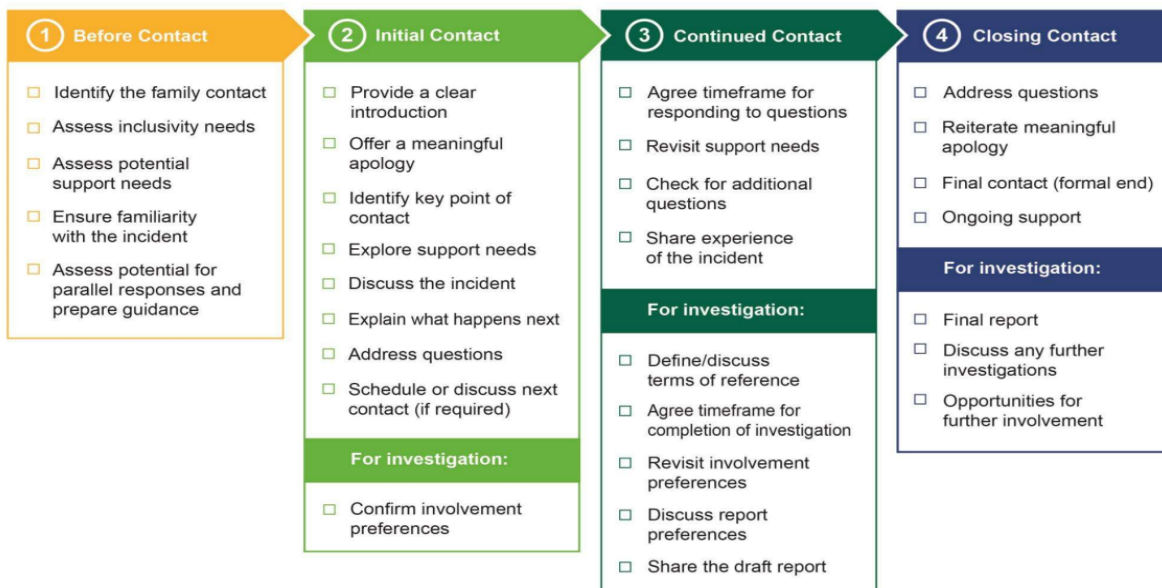 1 Before Contact
Identify the family contact
Assess inclusivity needs
Assess potential
support needs
Ensure familiarity
with the incident
Assess potential for
parallel responses and
prepare guidance
2 Initial Contact
Provide a clear
introduction
Offer a meaningful
apology
Identify key point of
contact
Explore support needs
Discuss the incident
Explain what happens next
Address questions
Schedule or discuss next
contact (if required)
For investigation:
Confirm involvement
preferences
3 Continued Contact
Agree timeframe for
responding to questions
Revisit support needs
Check for additional
questions
Share experience
of the incident
For investigation:
Define/discuss
terms of reference
Agree timeframe for
completion of investigation
Revisit involvement
preferences
Discuss report
preferences
Share the draft report
4 Closing Contact
Address questions
Reiterate meaningful
apology
Final contact (formal end)
Ongoing support
For investigation:
Final report
Discuss any further
investigations
Opportunities for
further involvement